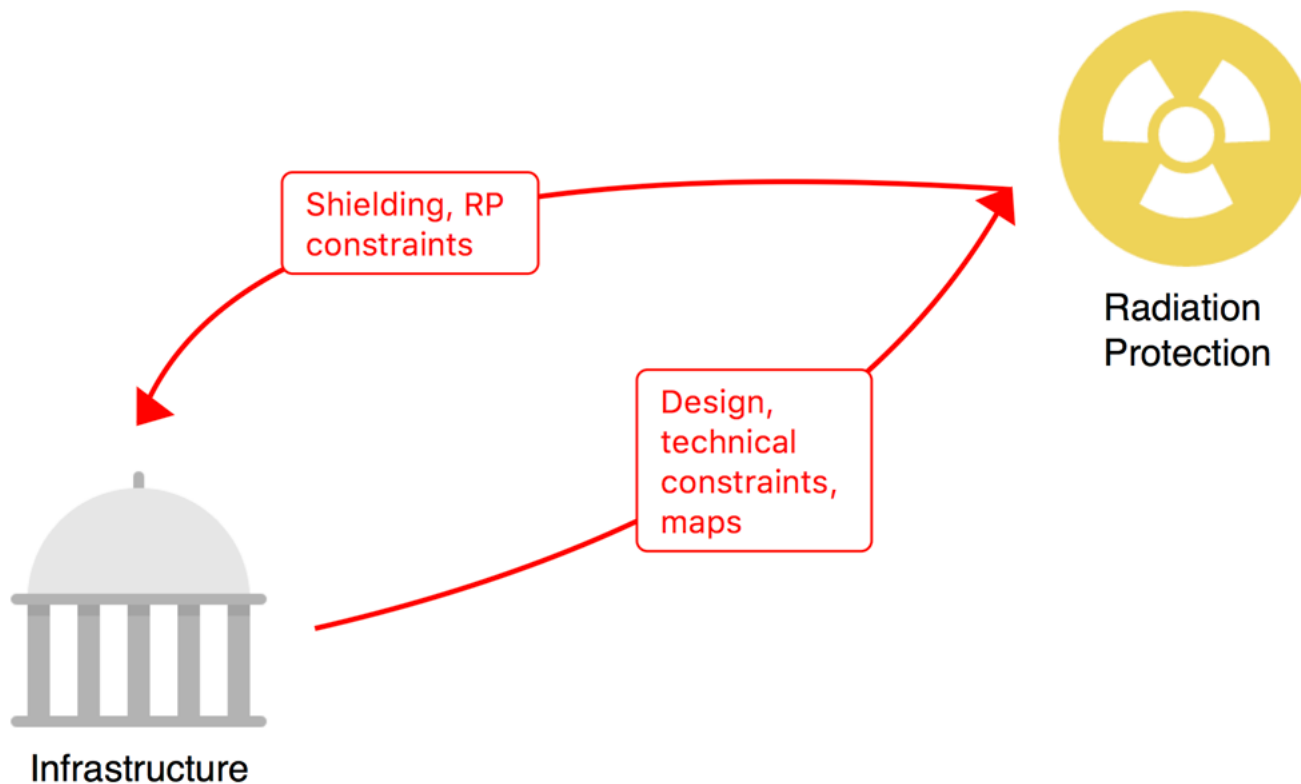 Shielding, RP
constraints
Radiation
Protection
Design,
technical
constraints,
maps
Infrastructure